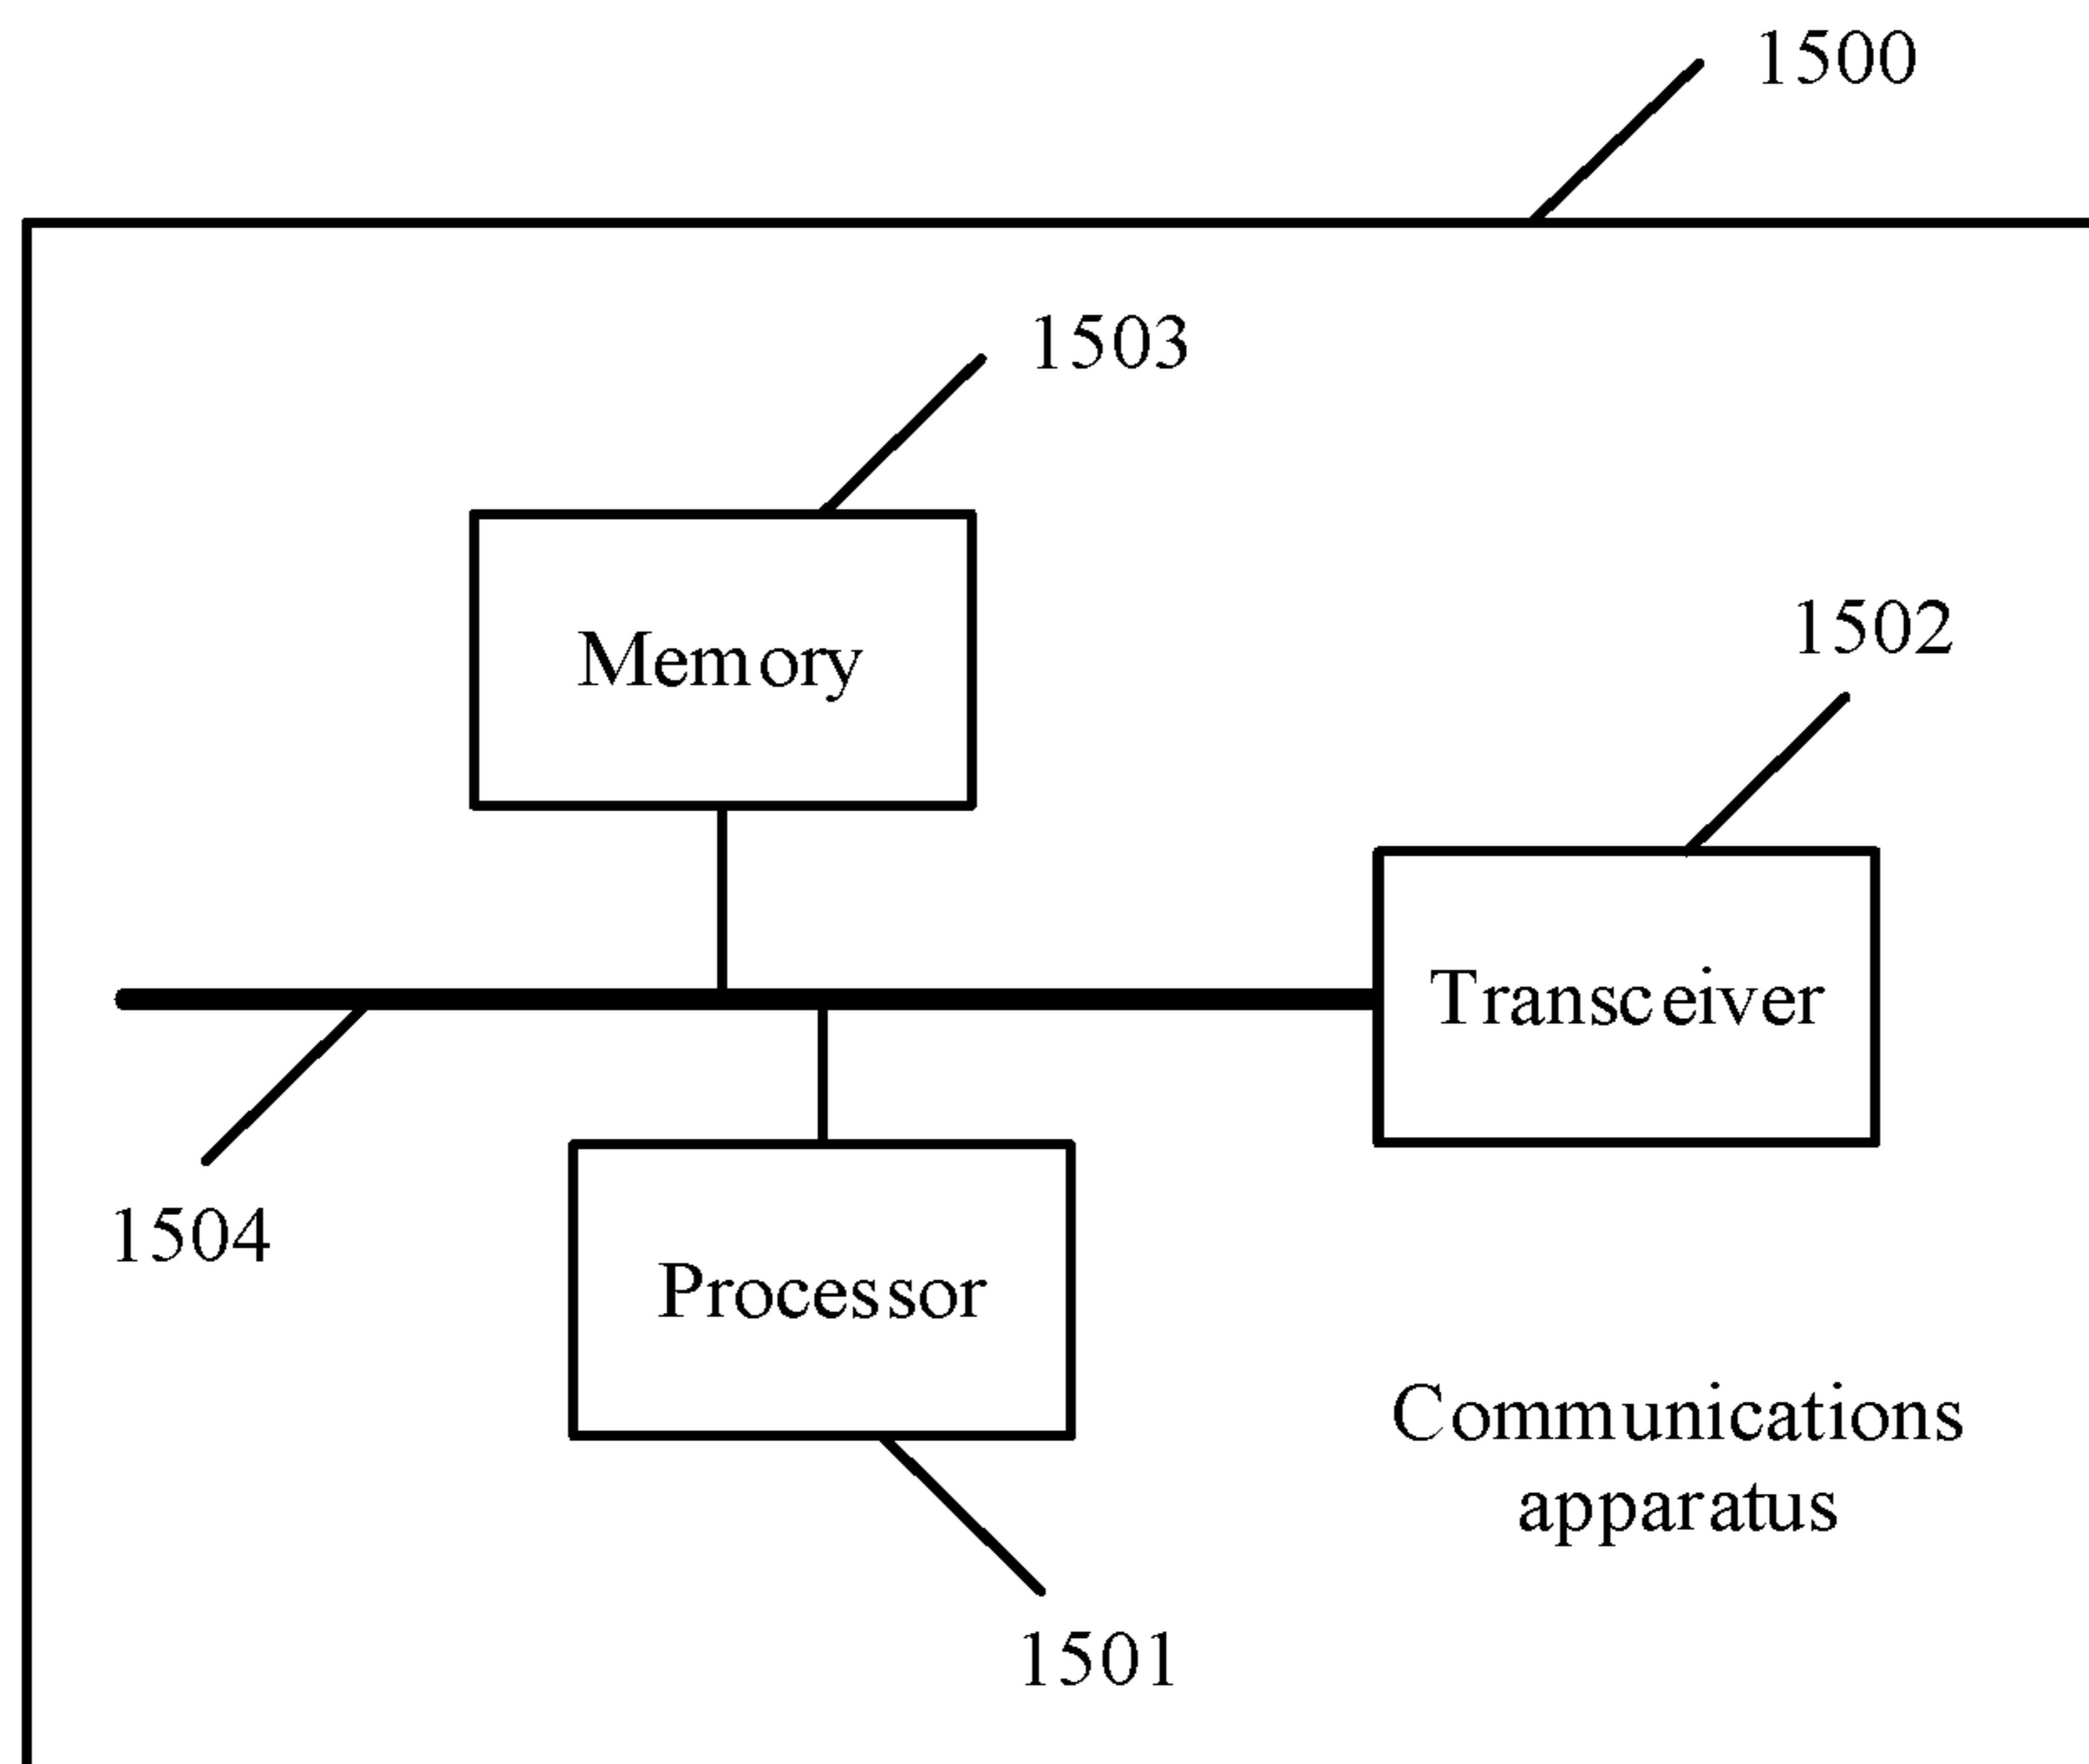 1500
1503
Memory
1502
Transceiver
1504
Processor
Communications
apparatus
1501